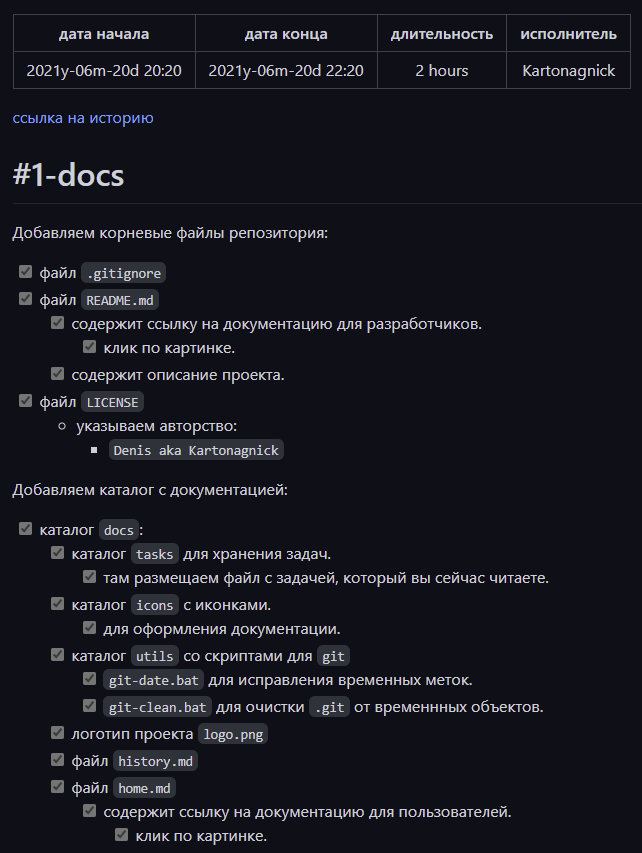 дата начала дата конца длительность исполнитель
2021y-06m-20d 20:20 2021y-06m-20d 22:20 2 hours Kartonagnick
ссылка на историю
#1-docs
Добавляем корневые файлы репозитория:
файл .gitignore
файл README.md
содержит ссылку на документацию для разработчиков.
клик по картинке.
содержит описание проекта.
файл LICENSE
указываем авторство:
Denis aka Kartonagnick
Добавляем каталог с документацией:
каталог docs:
каталог tasks для хранения задач.
там размещаем файл с задачей, который вы сейчас читаете.
каталог icons с иконками.
для оформления документации.
каталог utils со скриптами для git
git-date.bat для исправления временных меток.
git-clean.bat для очистки .git от временнных объектов.
логотип проекта logo.png
файл history.md
файл home.md
содержит ссылку на документацию для пользователей.
клик по картинке.